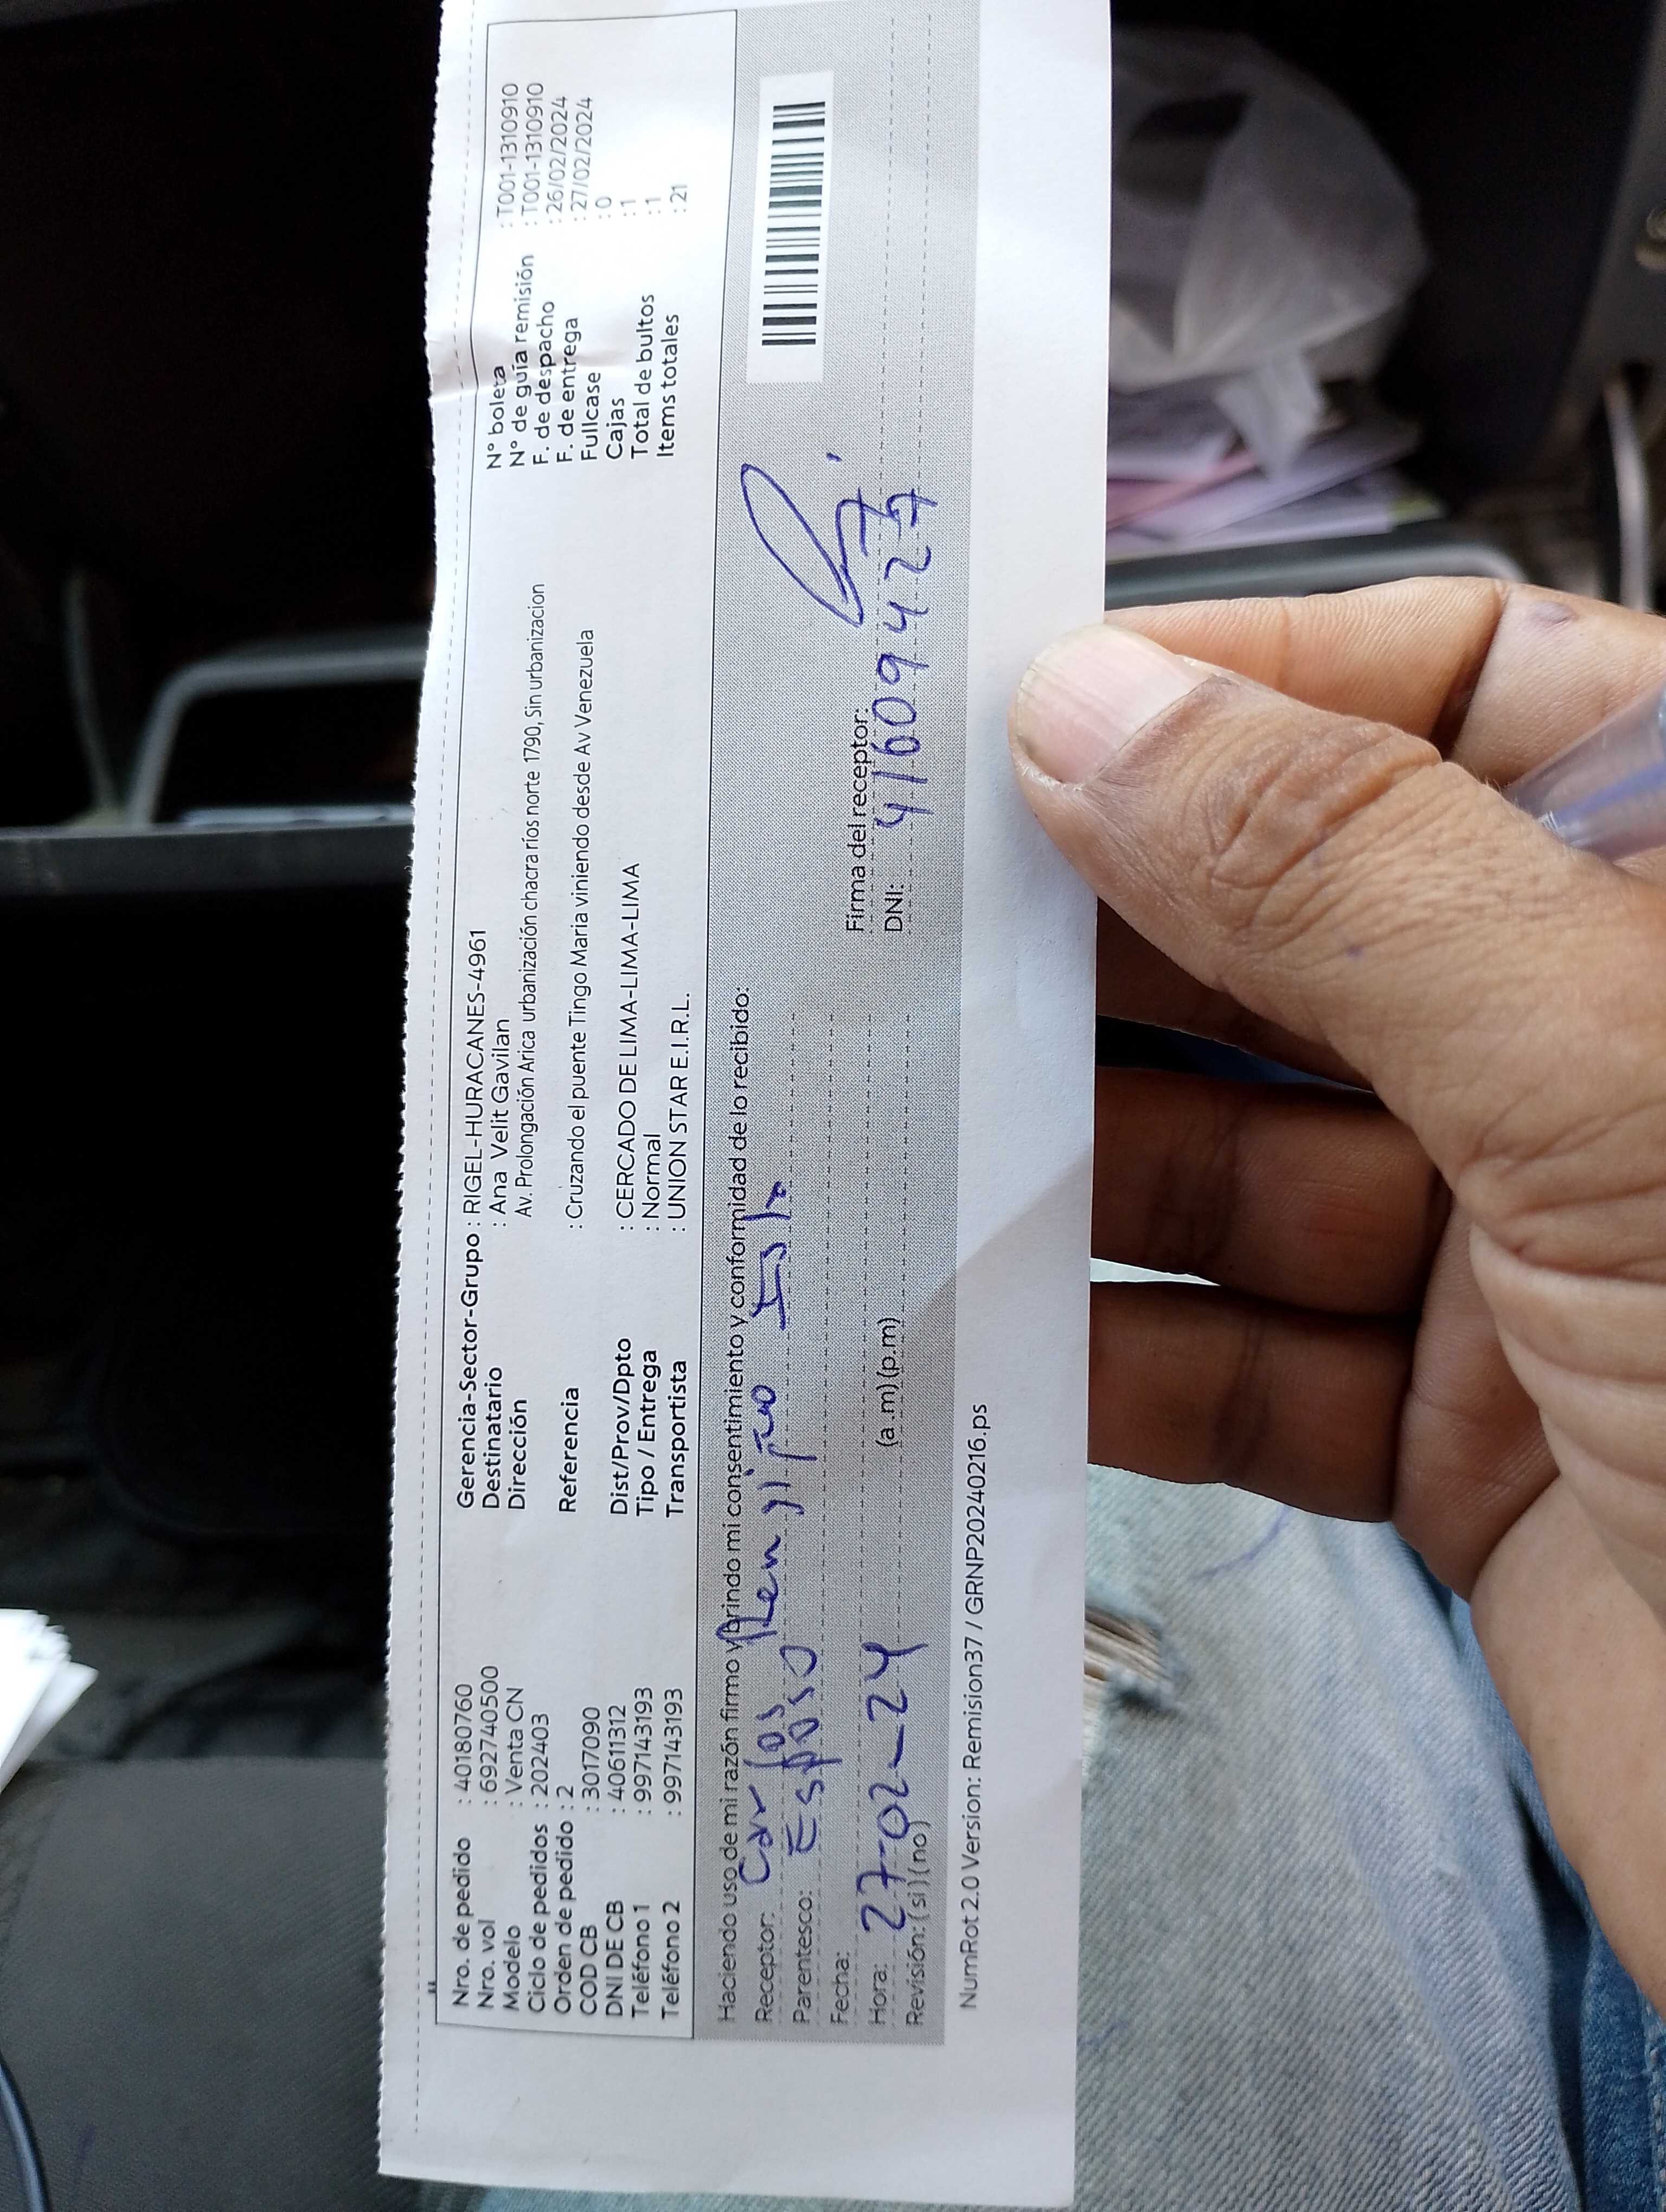 Nro. de pedido : 40180760
Nro. vol : 692740500
Modelo : Venta CN
Ciclo de pedidos : 202403
Orden de pedido : 2
COD CB : 3017090
DNI DE CB : 40611312
Teléfono 1 : 997143193
Teléfono 2 : 997143193
Gerencia-Sector-Grupo : RIGEL-HURACANES-4961
Destinatario : Ana Velit Gavilan
Dirección Av. Prolongación Arica urbanización chacra ríos norte 1790, Sin urbanizacion
Referencia : Cruzando el puente Tingo Maria viniendo desde Av Venezuela
Dist/Prov/Dpto : CERCADO DE LIMA-LIMA-LIMA
Tipo / Entrega : Normal
Transportista : UNION STAR E.I.R.L.
N° boleta : T001-1310910
N° de guía remisión : T001-1310910
F. de despacho : 26/02/2024
F. de entrega : 27/02/2024
Fullcase : 0
Cajas : 1
Total de bultos : 1
Items totales : 21
Haciendo uso de mi razón firmo y brindo mi consentimiento y conformidad de lo recibido:
Receptor: Carlos
Parentesco: Esposo
Fecha: 27-02-24
Hora: (a.m)(p.m)
Revisión: (si)(no)
Firma del receptor:
DNI: 41609427
NumRot 2.0 Version: Remision37 / GRNP20240216.ps